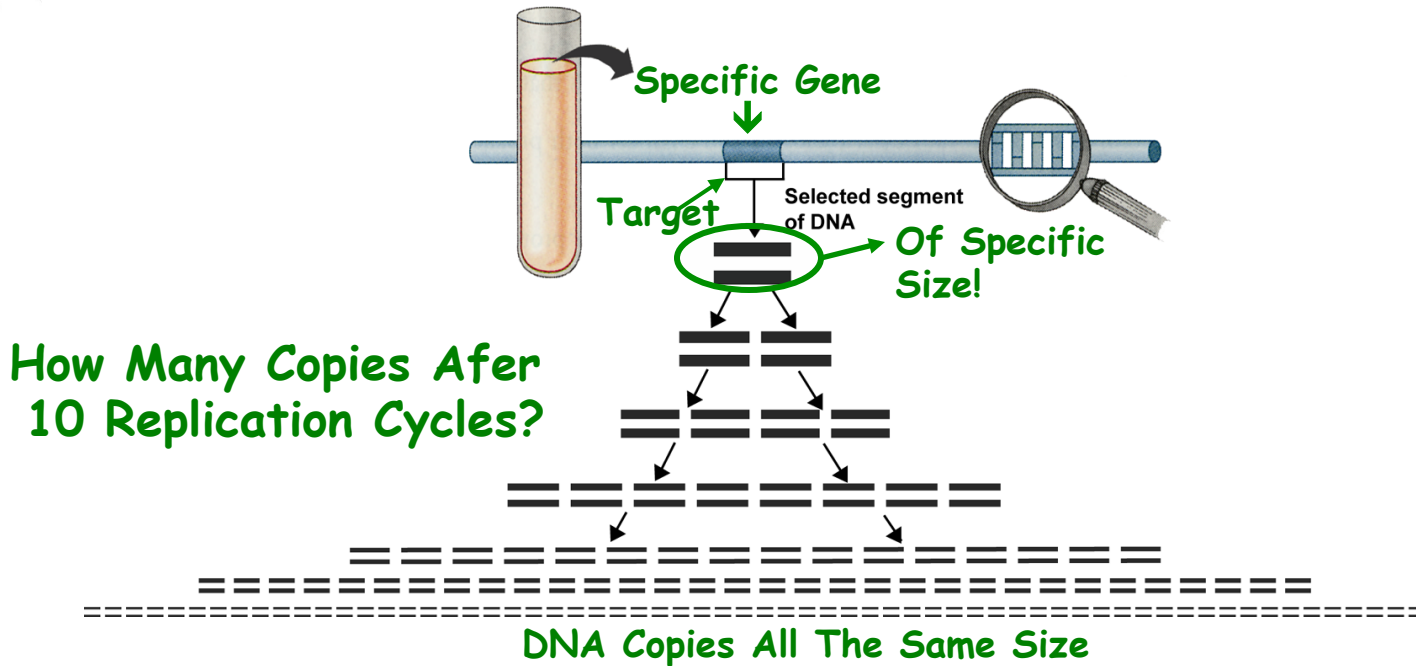 Specific Gene
Target
Selected segment
of DNA
Of Specific
Size!
How Many Copies Afer
10 Replication Cycles?
DNA Copies All The Same Size